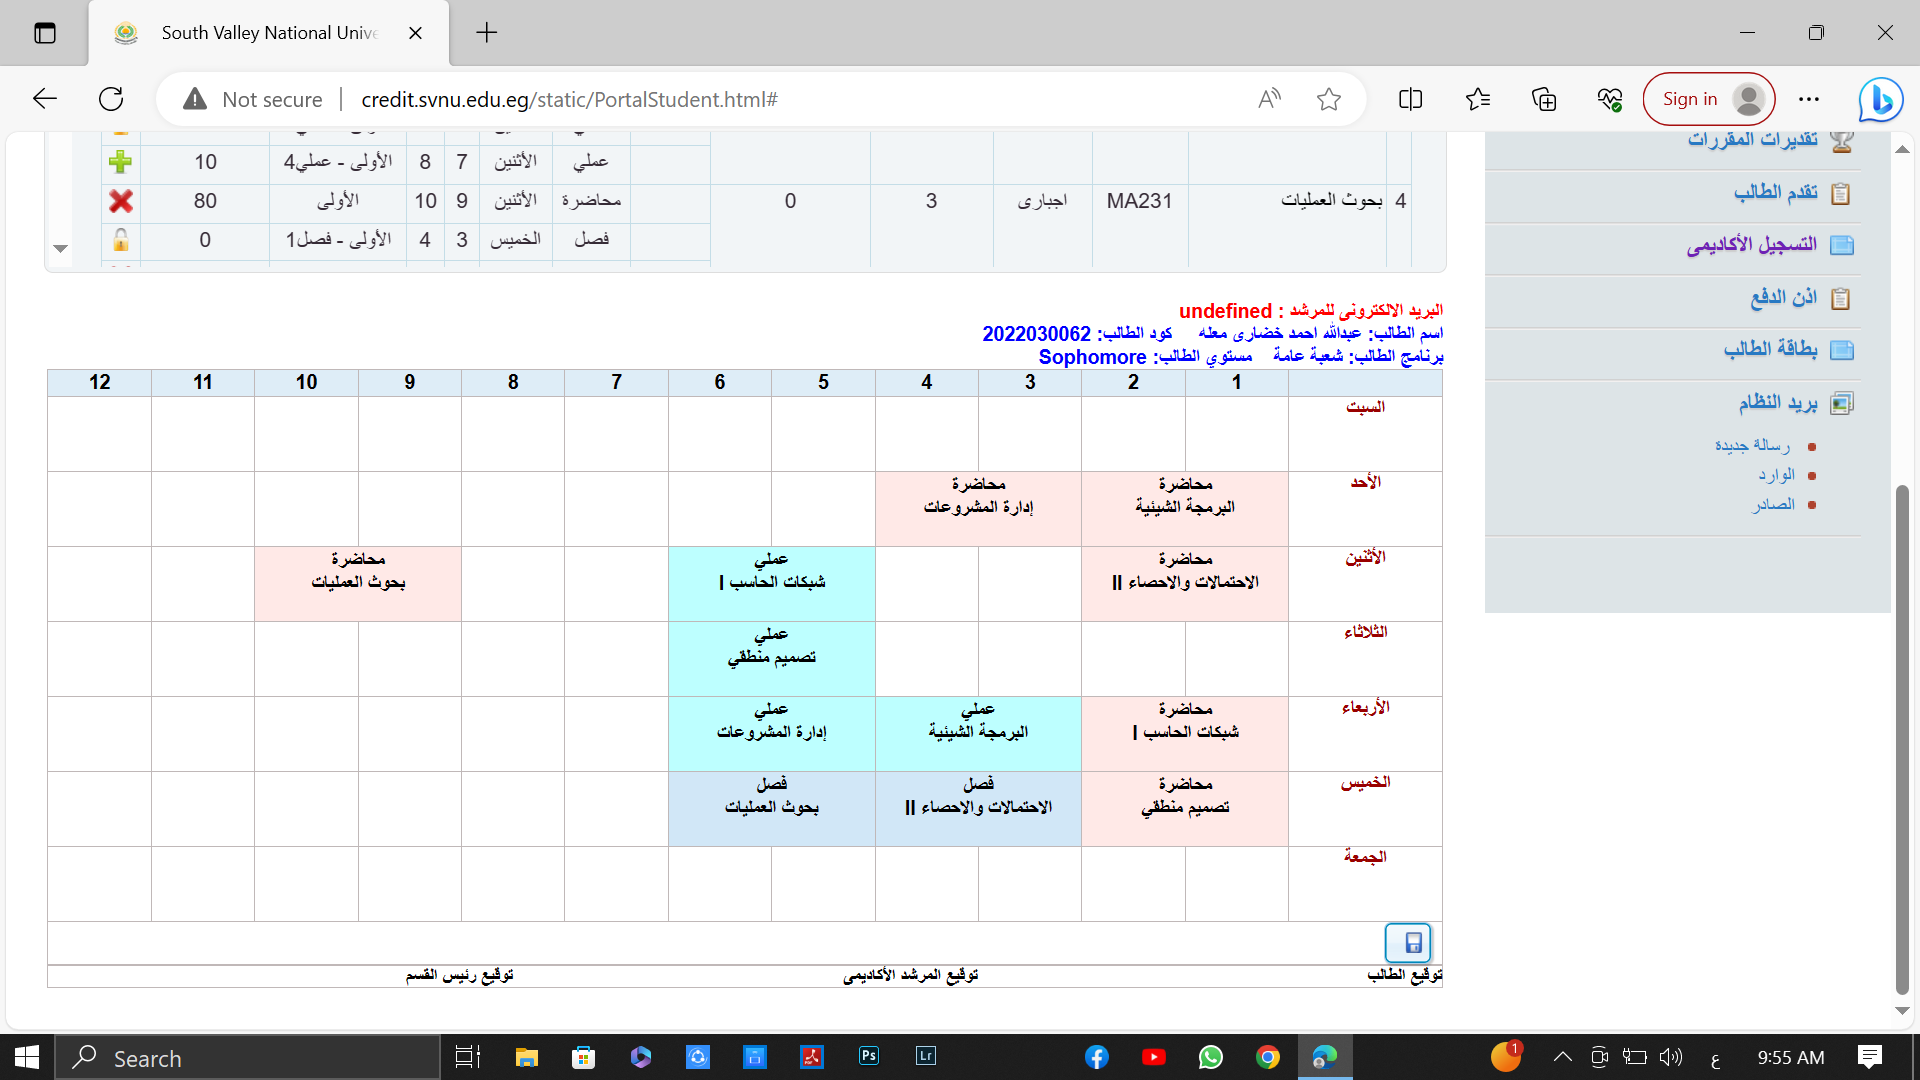 South Valley National Unive
Not secure
credit.svnu.edu.eg/static/PortalStudent.html#
Sign in
عملي الأثنين 7 8 الأولى - عملي4 10
4 بحوث العمليات MA231 اجبارى 3 0 محاضرة الأثنين 9 10 الأولى 80
فصل الخميس 3 4 الأولى - فصل1 0
تقديرات المقررات
تقدم الطالب
التسجيل الأكاديمى
اذن الدفع
بطاقة الطالب
بريد النظام
رسالة جديدة
الوارد
الصادر
البريد الالكترونى للمرشد : undefined
اسم الطالب: عبدالله احمد خضارى معله كود الطالب: 2022030062
برنامج الطالب: شعبة عامة مستوي الطالب: Sophomore
1 2 3 4 5 6 7 8 9 10 11 12
السبت
الأحد
محاضرة
البرمجة الشيئية
محاضرة
إدارة المشروعات
الأثنين
محاضرة
الاحتمالات والاحصاء II
عملي
شبكات الحاسب I
محاضرة
بحوث العمليات
الثلاثاء
عملي
تصميم منطقي
الأربعاء
محاضرة
شبكات الحاسب I
عملي
البرمجة الشيئية
عملي
إدارة المشروعات
الخميس
محاضرة
تصميم منطقي
فصل
الاحتمالات والاحصاء II
فصل
بحوث العمليات
الجمعة
توقيع الطالب توقيع المرشد الأكاديمى توقيع رئيس القسم
Search
Ps
Lr
1
ع
9:55 AM